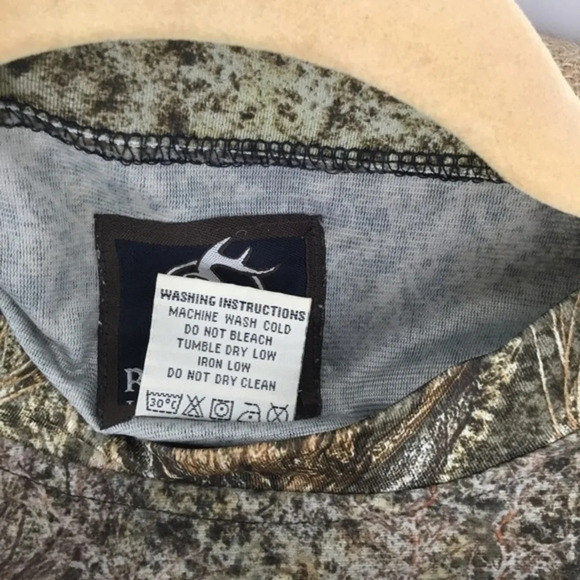 WASHING INSTRUCTIONS
MACHINE WASH COLD
DO NOT BLEACH
TUMBLE DRY LOW
IRON LOW
DO NOT DRY CLEAN
30°C